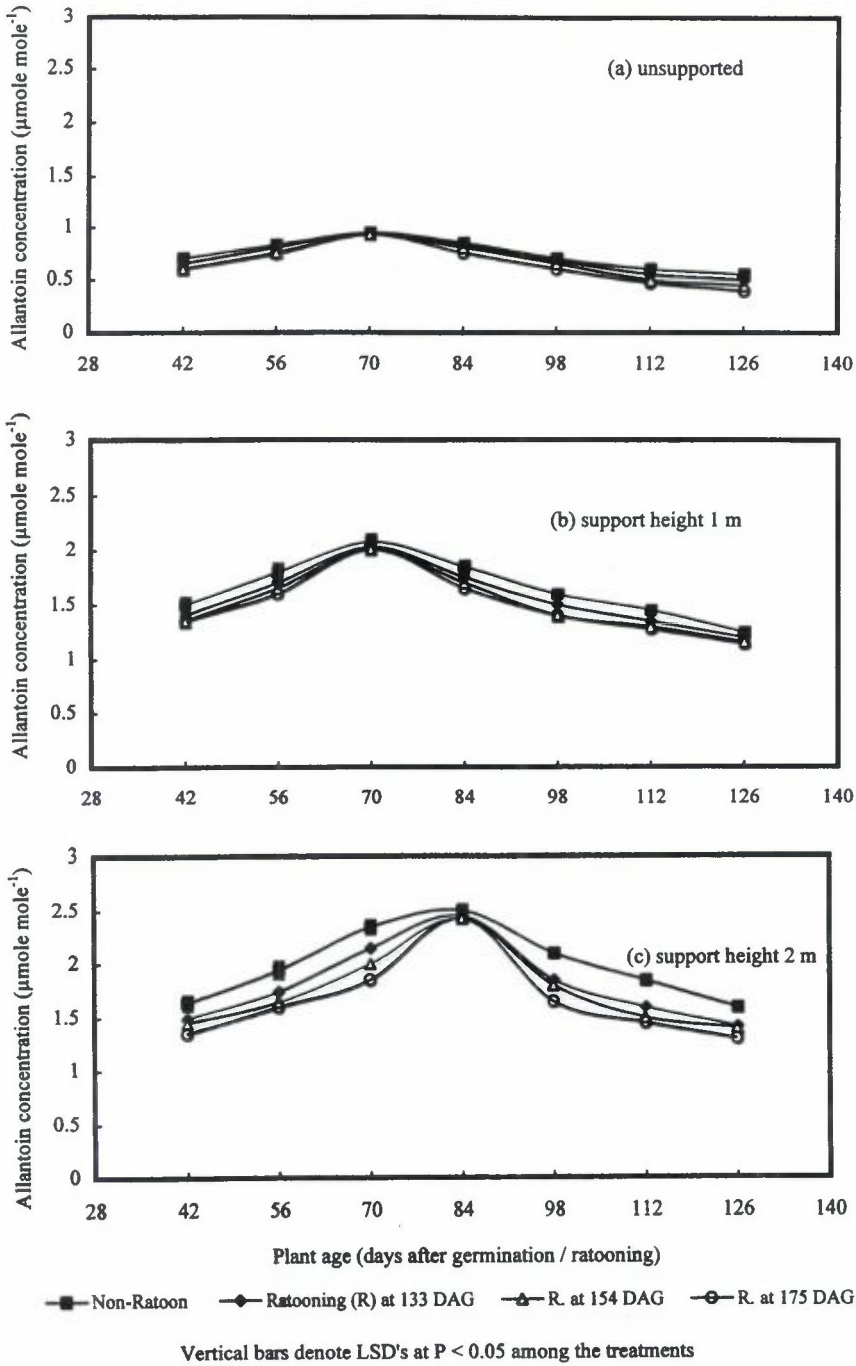 3
2.5
2
1.5
1
0.5
0
Allantoin concentration (µmole mole⁻¹)
(a) unsupported
28 42 56 70 84 98 112 126 140
3
2.5
2
1.5
1
0.5
0
Allantoin concentration (µmole mole⁻¹)
(b) support height 1 m
28 42 56 70 84 98 112 126 140
3
2.5
2
1.5
1
0.5
0
Allantoin concentration (µmole mole⁻¹)
(c) support height 2 m
28 42 56 70 84 98 112 126 140
Plant age (days after germination / ratooning)
Non-Ratoon Ratooning (R) at 133 DAG R. at 154 DAG R. at 175 DAG
Vertical bars denote LSD's at P < 0.05 among the treatments